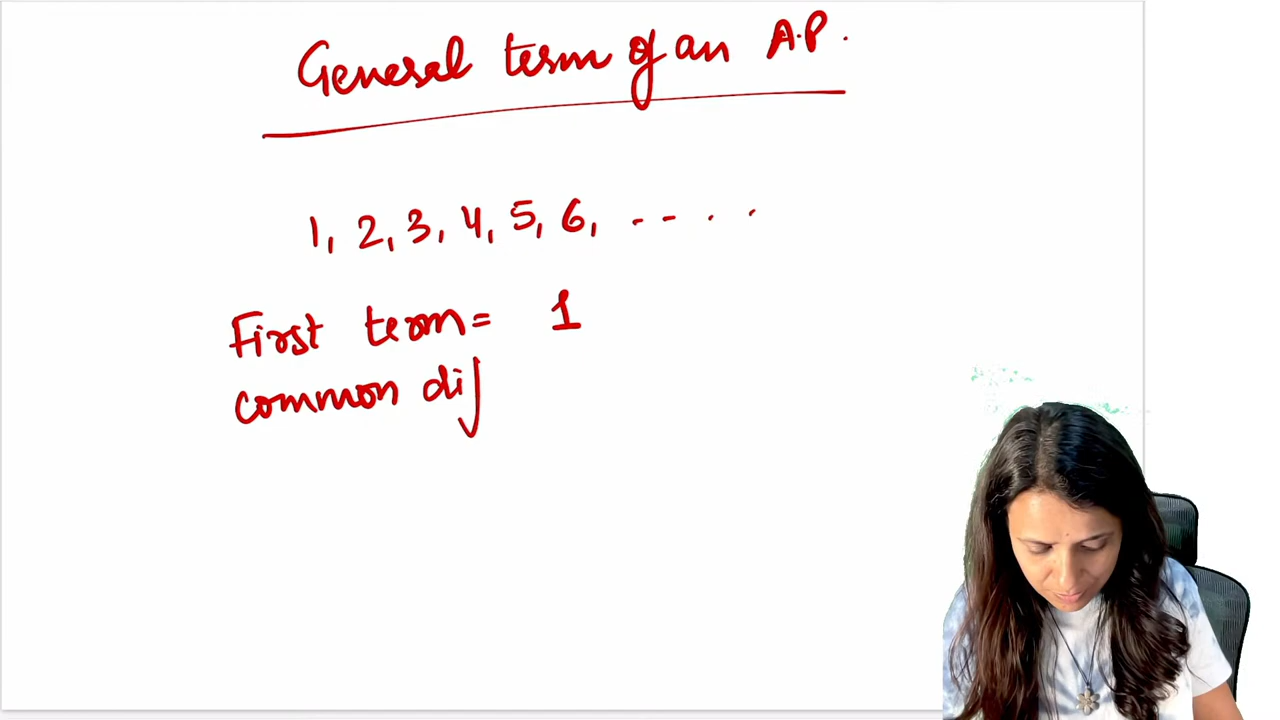 General term of an A.P.
1, 2, 3, 4, 5, 6, - - . .
First term = 1
common dif